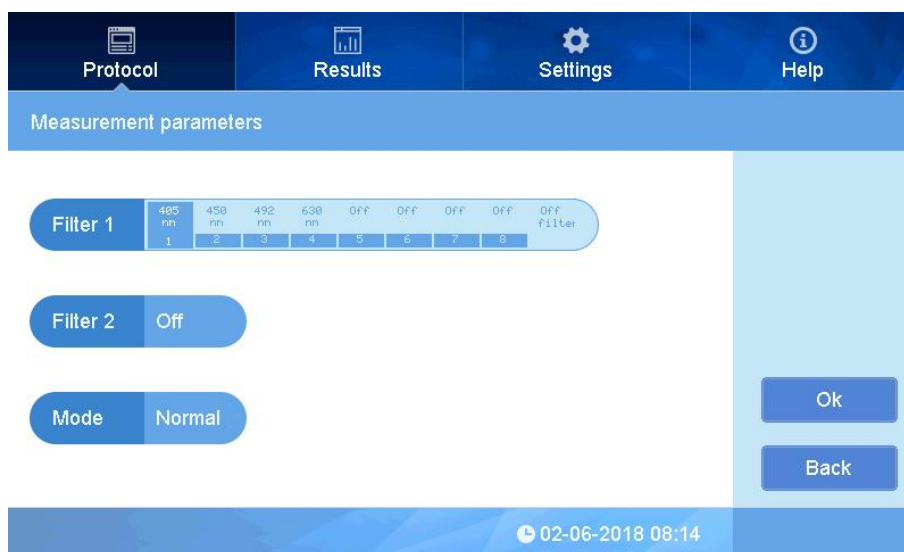 Protocol Results Settings Help
Measurement parameters
Filter 1
405 450 492 630 Off Off Off Off Off
nm nm nm nm filter
1 2 3 4 5 6 7 8
Filter 2 Off
Mode Normal
Ok
Back
02-06-2018 08:14